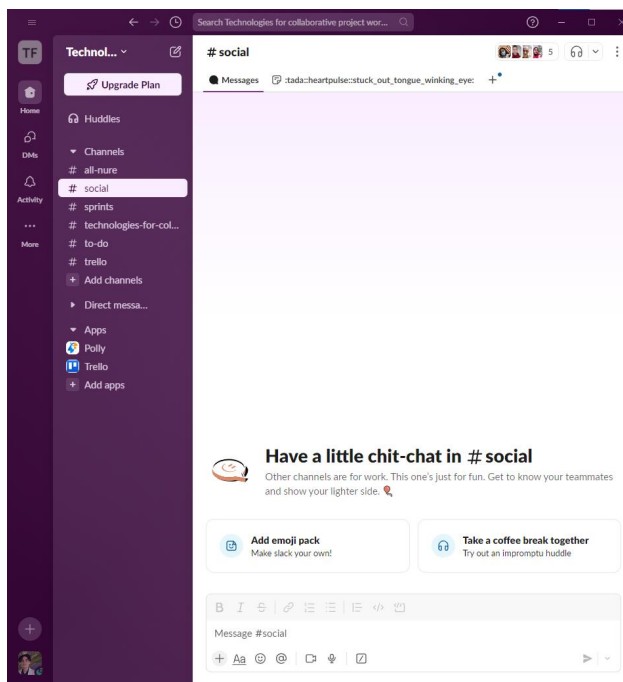 Search Technologies for collaborative project wor...
TF
Technol...
# social
5
Upgrade Plan
Messages
:tada::heartpulse::stuck_out_tongue_winking_eye:
+
Home
Huddles
DMs
Channels
# all-nure
# social
Activity
# sprints
# technologies-for-col...
More
# to-do
# trello
+ Add channels
Direct messa...
Apps
Polly
Trello
+ Add apps
Have a little chit-chat in # social
Other channels are for work. This one's just for fun. Get to know your teammates
and show your lighter side.
Add emoji pack
Make slack your own!
Take a coffee break together
Try out an impromptu huddle
B I S
Message #social
+ Aa @